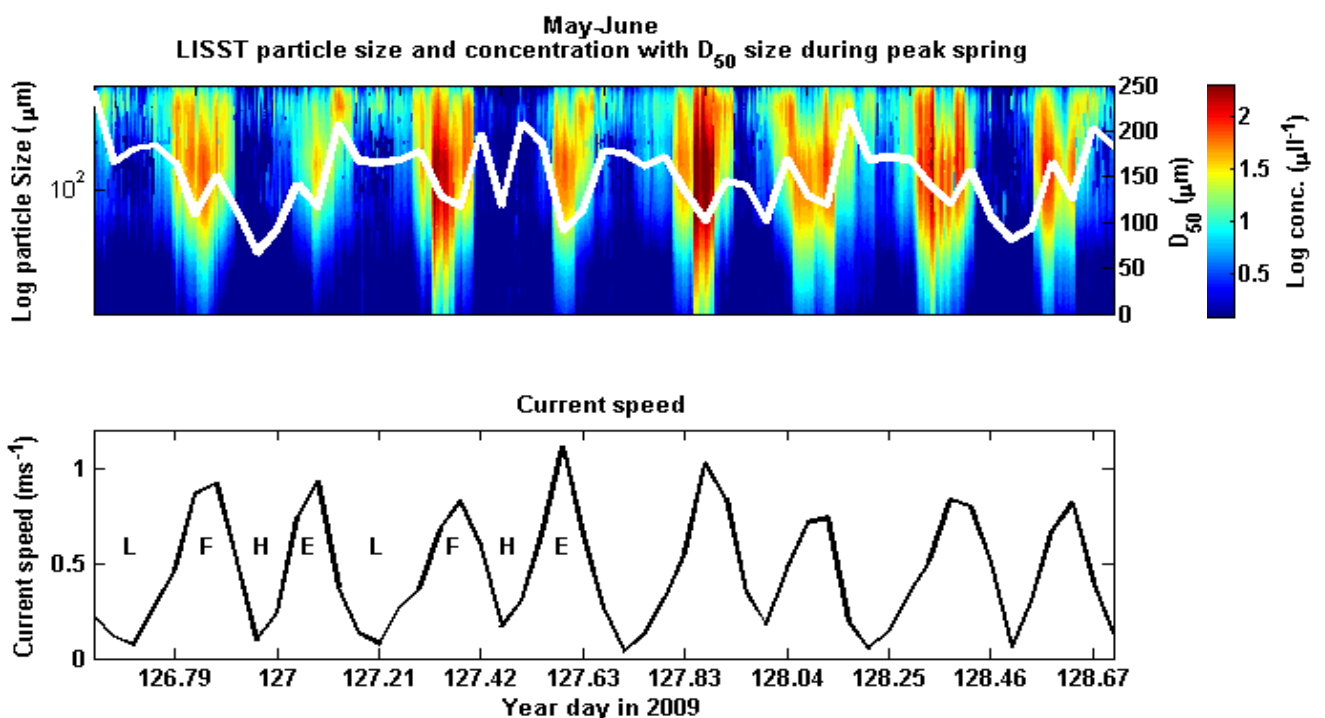 May-June
LISST particle size and concentration with D50 size during peak spring
Log particle Size (μm)
10²
250
200
150
100
50
0
D50 (μm)
2
1.5
1
0.5
Log conc. (μll⁻¹)
Current speed
Current speed (ms⁻¹)
1
0.5
0
L F H E L F H E
126.79 127 127.21 127.42 127.63 127.83 128.04 128.25 128.46 128.67
Year day in 2009